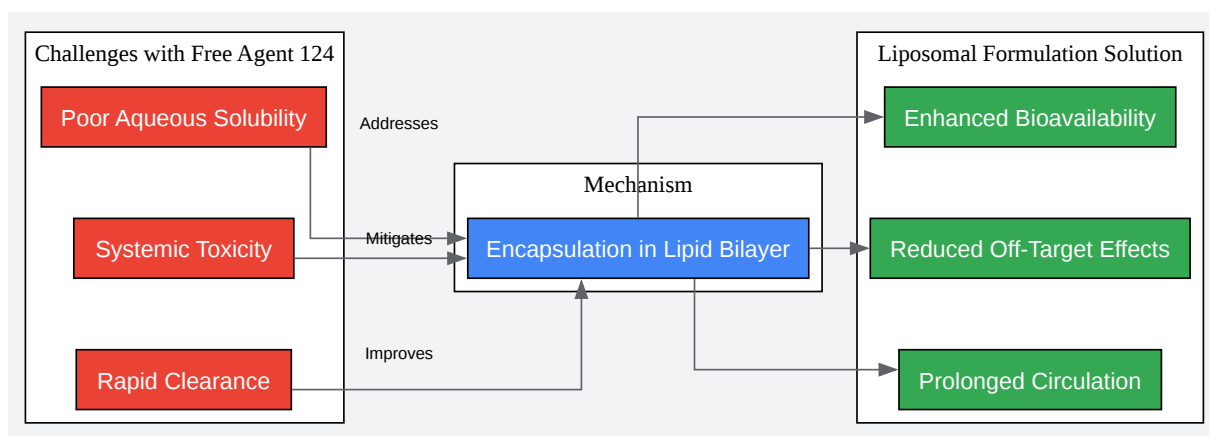 Challenges with Free Agent 124
Poor Aqueous Solubility
Systemic Toxicity
Rapid Clearance
Addresses
Mitigates
Improves
Mechanism
Encapsulation in Lipid Bilayer
Liposomal Formulation Solution
Enhanced Bioavailability
Reduced Off-Target Effects
Prolonged Circulation